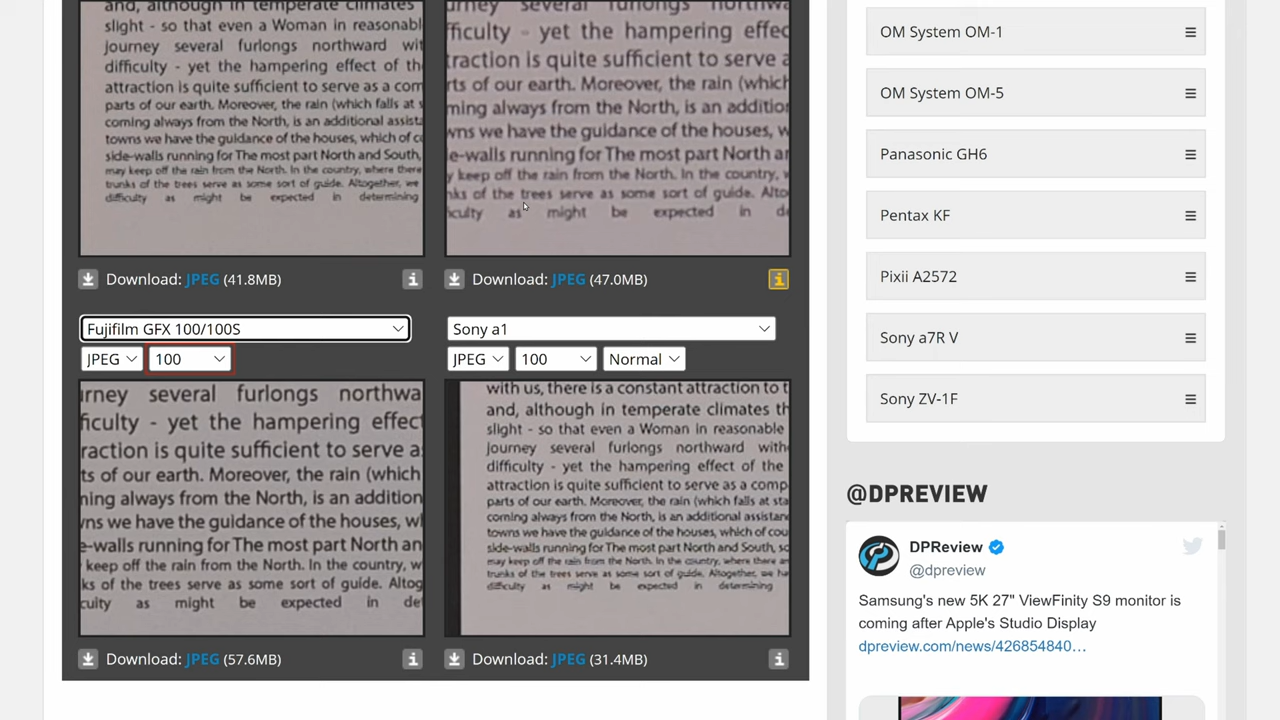 and, although in temperate climates
slight - so that even a Woman in reasonabl
journey several furlongs northward wit
difficulty - yet the hampering effect of th
attraction is quite sufficient to serve as a com
parts of our earth. Moreover, the rain (which falls at s
coming always from the North, is an additional assista
towns we have the guidance of the houses, which of co
side-walls running for The most part North and South,
may keep off the rain from the North. In the country, where there
trunks of the trees serve as some sort of guide. Altogether, we
difficulty as might be expected in determining
Download: JPEG (41.8MB)
urney several furlongs northwa
fficulty - yet the hampering effec
traction is quite sufficient to serve a
rts of our earth. Moreover, the rain (which
ming always from the North, is an additio
wns we have the guidance of the houses, w
e-walls running for The most part North ar
y keep off the rain from the North. In the country, w
nks of the trees serve as some sort of guide. Alto
iculty as might be expected in de
Download: JPEG (47.0MB)
Fujifilm GFX 100/100S
JPEG 100
rney several furlongs northwa
ficulty - yet the hampering effect
raction is quite sufficient to serve a
ts of our earth. Moreover, the rain (which
ning always from the North, is an addition
wns we have the guidance of the houses, wl
e-walls running for The most part North an
keep off the rain from the North. In the country, w
ks of the trees serve as some sort of guide. Altog
culty as might be expected in de
Download: JPEG (57.6MB)
Sony a1
JPEG 100 Normal
with us, there is a constant attraction to t
and, although in temperate climates th
slight - so that even a Woman in reasonable
journey several furlongs northward with
difficulty - yet the hampering effect of the
attraction is quite sufficient to serve as a comp
parts of our earth. Moreover, the rain (which falls at sta
coming always from the North, is an additional assistan
towns we have the guidance of the houses, which of cou
side-walls running for The most part North and South, so
may keep off the rain from the North. In the country, where there an
trunks of the trees serve as some sort of guide. Altogether, we ha
difficulty as might be expected in determining
Download: JPEG (31.4MB)
OM System OM-1
OM System OM-5
Panasonic GH6
Pentax KF
Pixii A2572
Sony a7R V
Sony ZV-1F
@DPREVIEW
DPReview
@dpreview
Samsung's new 5K 27" ViewFinity S9 monitor is
coming after Apple's Studio Display
dpreview.com/news/426854840…